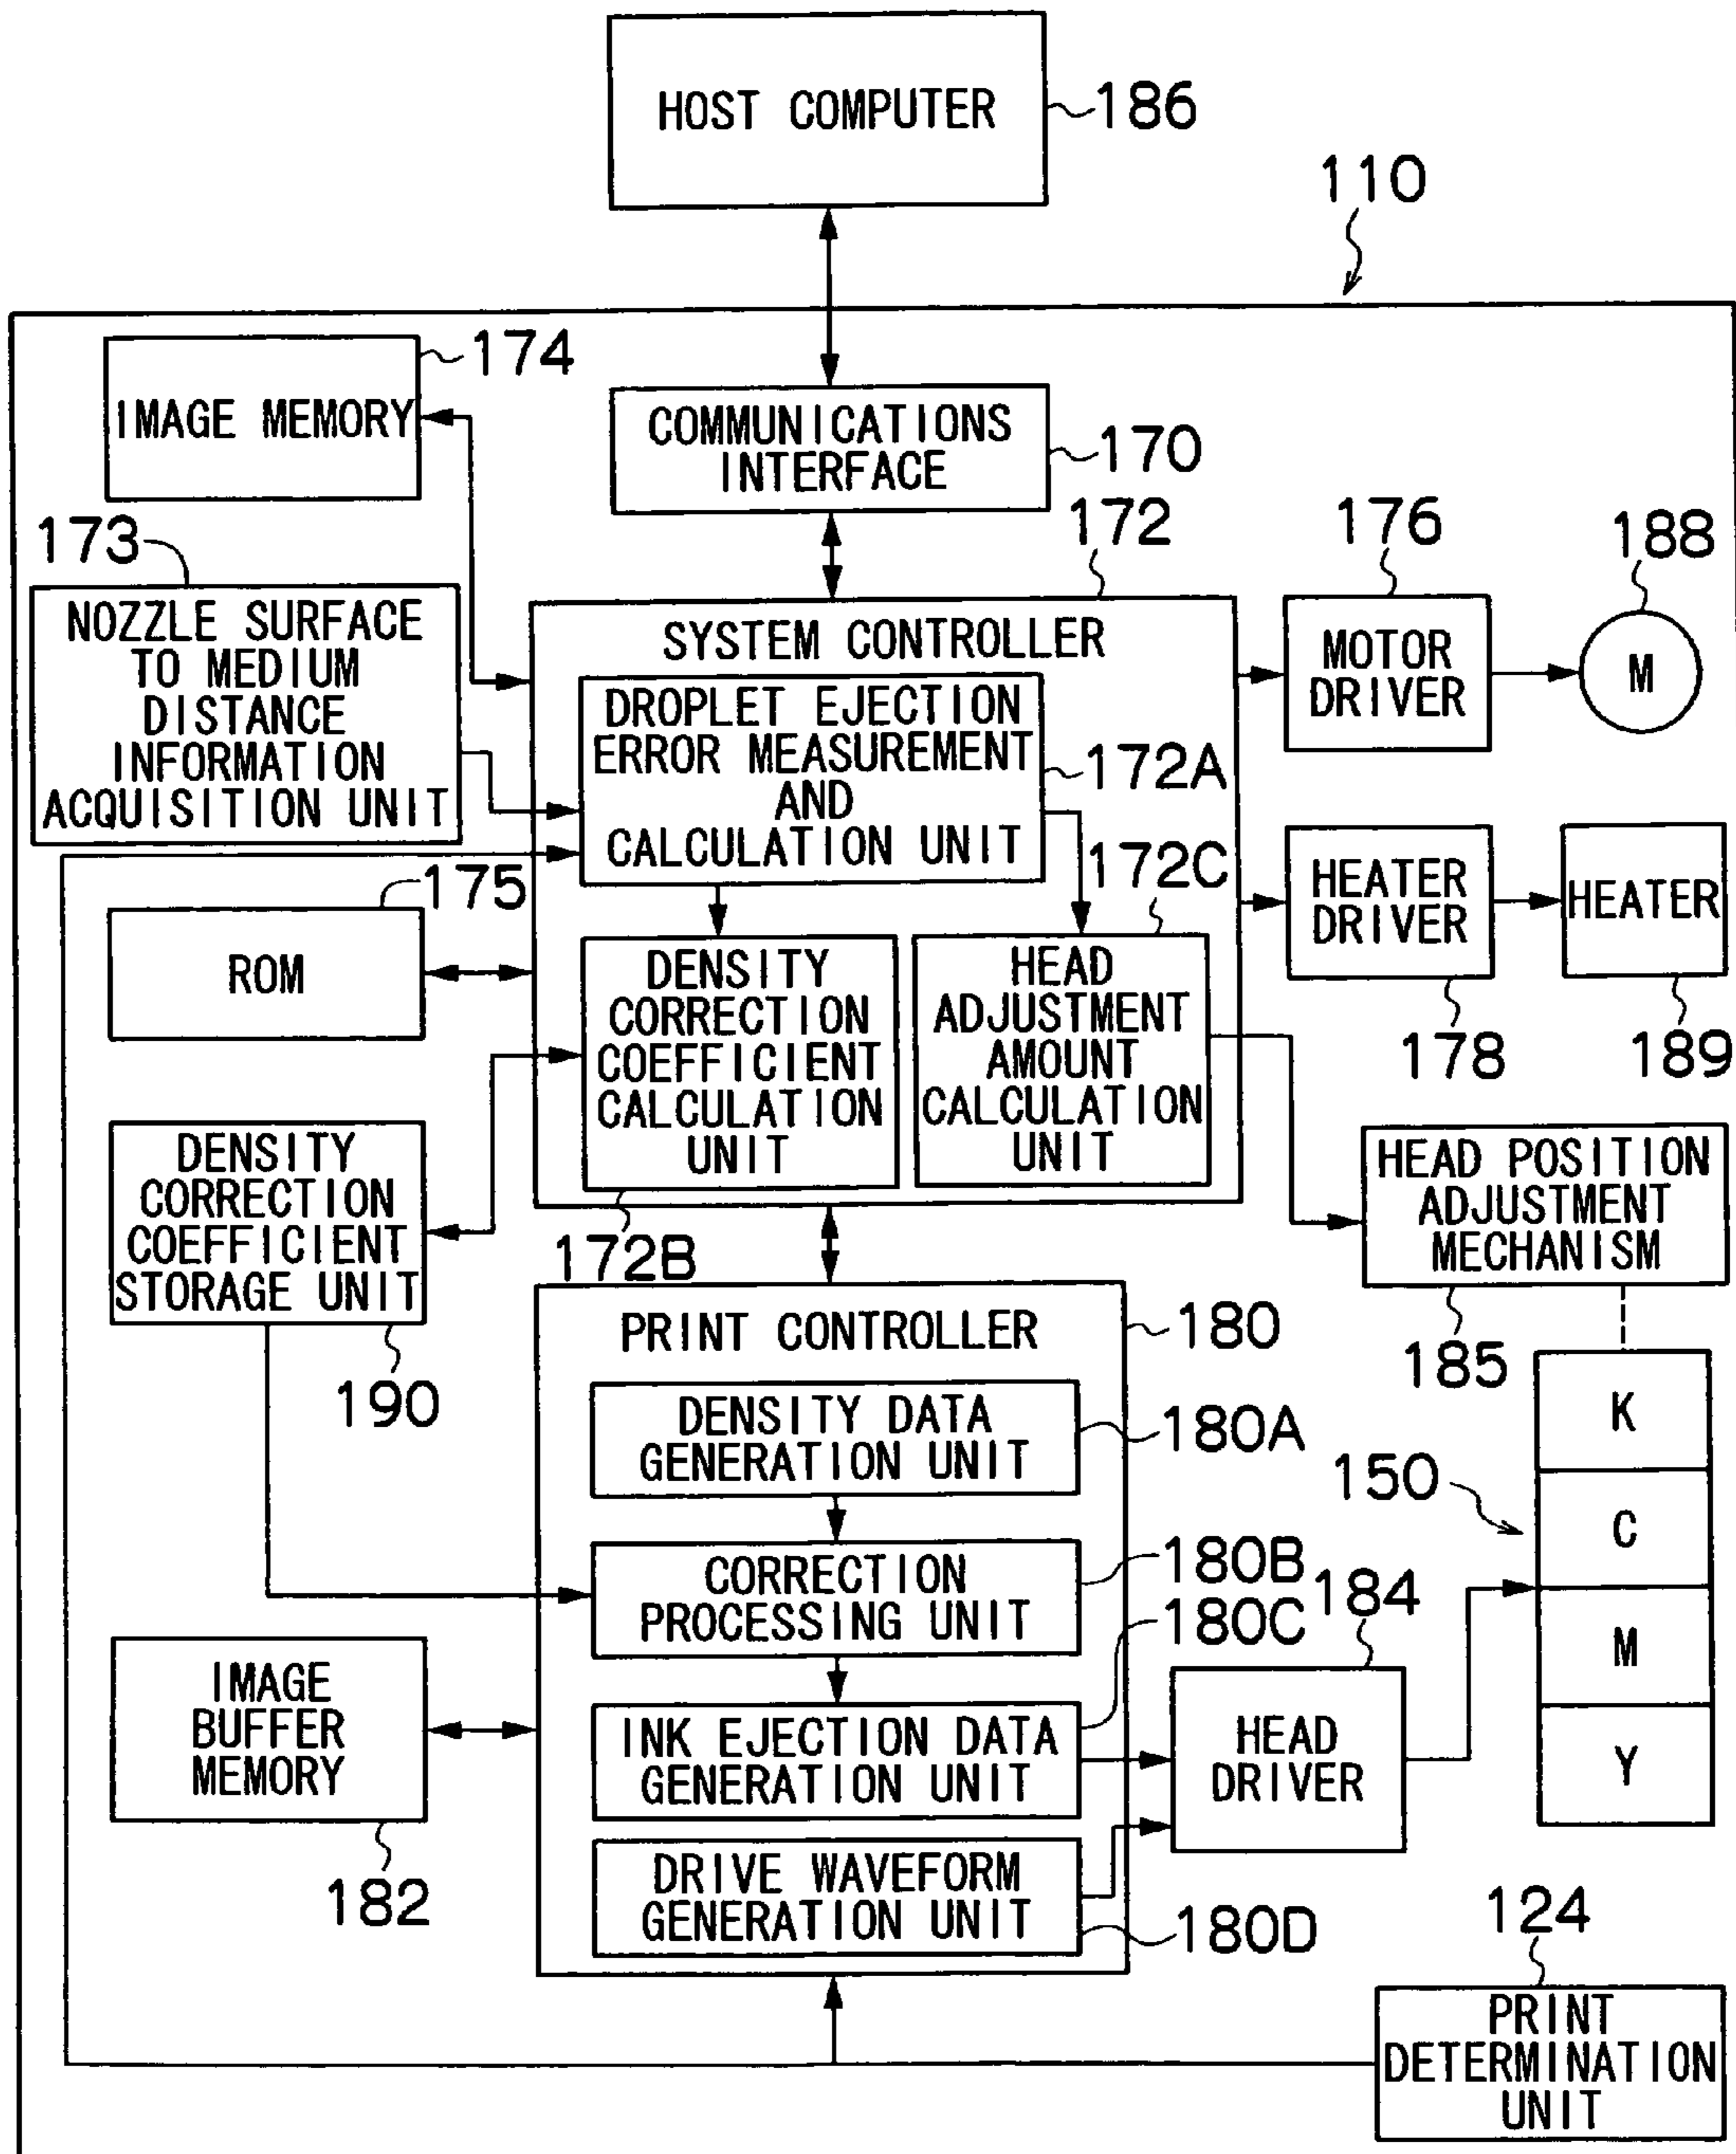 HOST COMPUTER
186
110
IMAGE MEMORY
174
COMMUNICATIONS
INTERFACE
170
173
NOZZLE SURFACE
TO MEDIUM
DISTANCE
INFORMATION
ACQUISITION UNIT
172
SYSTEM CONTROLLER
DROPLET EJECTION
ERROR MEASUREMENT
AND
CALCULATION UNIT
172A
176
MOTOR
DRIVER
188
M
172C
HEATER
DRIVER
178
HEATER
189
175
ROM
DENSITY
CORRECTION
COEFFICIENT
CALCULATION
UNIT
172B
HEAD
ADJUSTMENT
AMOUNT
CALCULATION
UNIT
DENSITY
CORRECTION
COEFFICIENT
STORAGE UNIT
190
HEAD POSITION
ADJUSTMENT
MECHANISM
185
PRINT CONTROLLER
180
DENSITY DATA
GENERATION UNIT
180A
CORRECTION
PROCESSING UNIT
180B
180C
INK EJECTION DATA
GENERATION UNIT
DRIVE WAVEFORM
GENERATION UNIT
180D
IMAGE
BUFFER
MEMORY
182
184
HEAD
DRIVER
150
K
C
M
Y
124
PRINT
DETERMINATION
UNIT